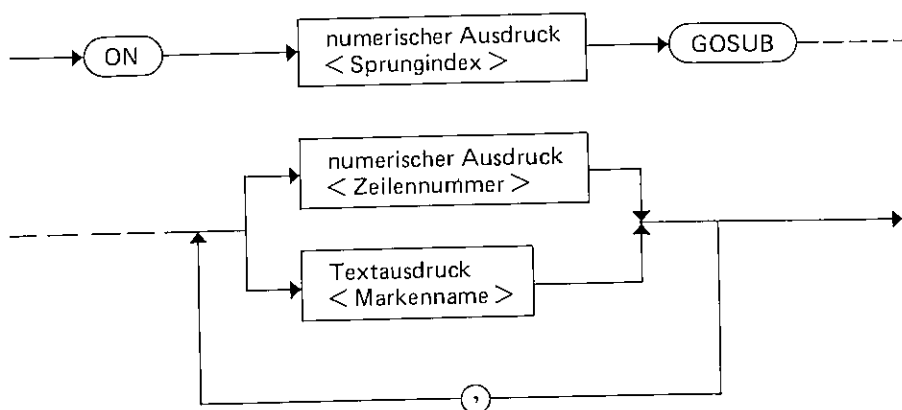 ON
numerischer Ausdruck
< Sprungindex >
GOSUB
numerischer Ausdruck
< Zeilennummer >
Textausdruck
< Markenname >
,